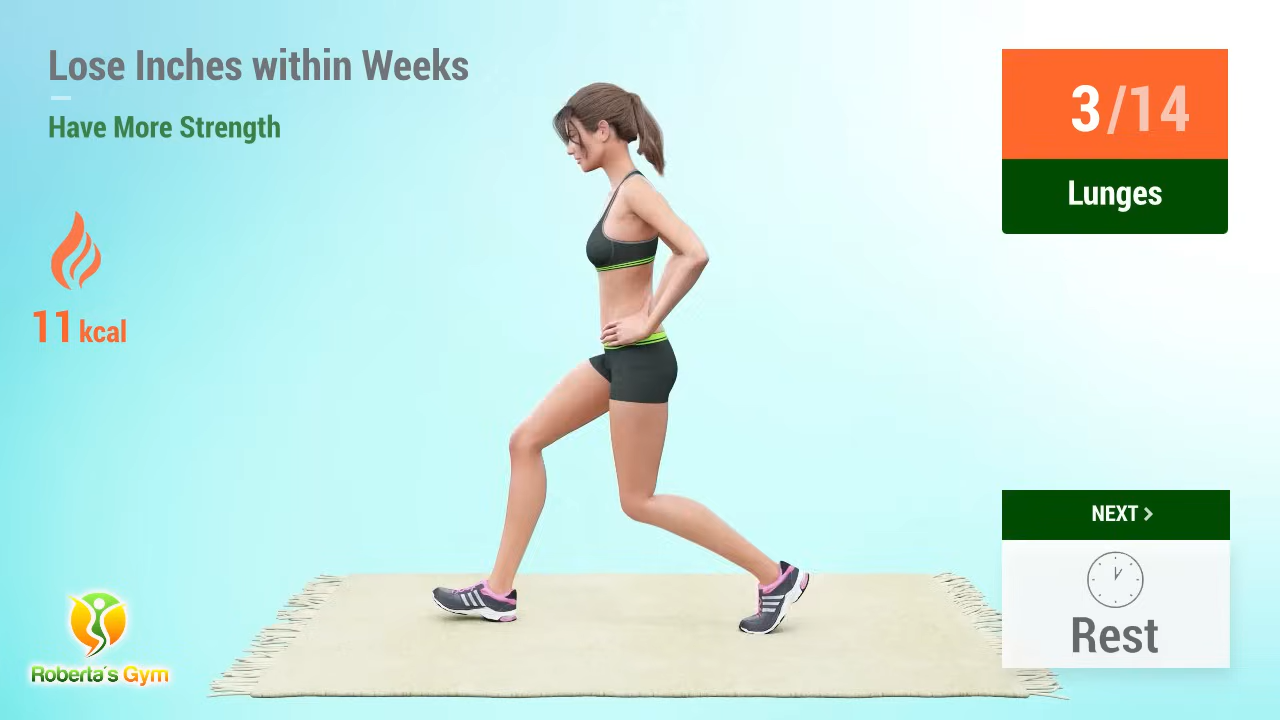 Lose Inches within Weeks
Have More Strength
3/14
Lunges
11 kcal
NEXT >
Rest
Roberta´s Gym